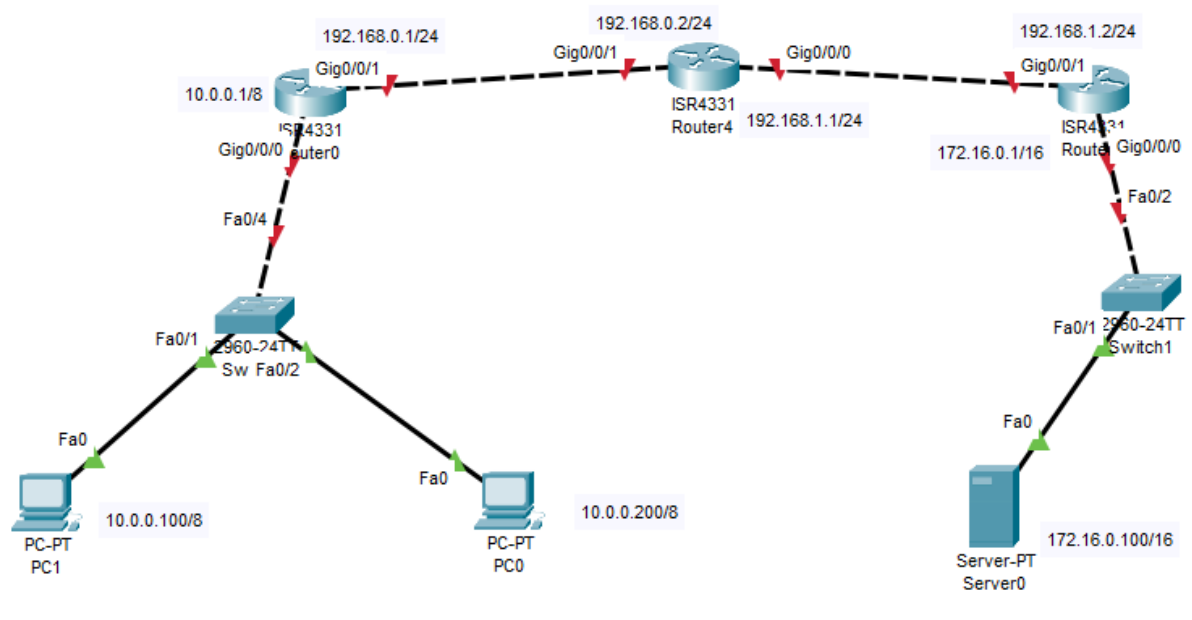 192.168.0.1/24
192.168.0.2/24
192.168.1.2/24
Gig0/0/1
Gig0/0/1
Gig0/0/0
Gig0/0/1
10.0.0.1/8
ISR4331
Router4
192.168.1.1/24
ISR4331
Gig0/0/0
172.16.0.1/16
Gig0/0/0
Fa0/4
Fa0/2
Fa0/1
2960-24TT
Fa0/2
Fa0/1
2960-24TT
Switch1
Fa0
Fa0
Fa0
10.0.0.100/8
10.0.0.200/8
172.16.0.100/16
PC-PT
PC1
PC-PT
PC0
Server-PT
Server0